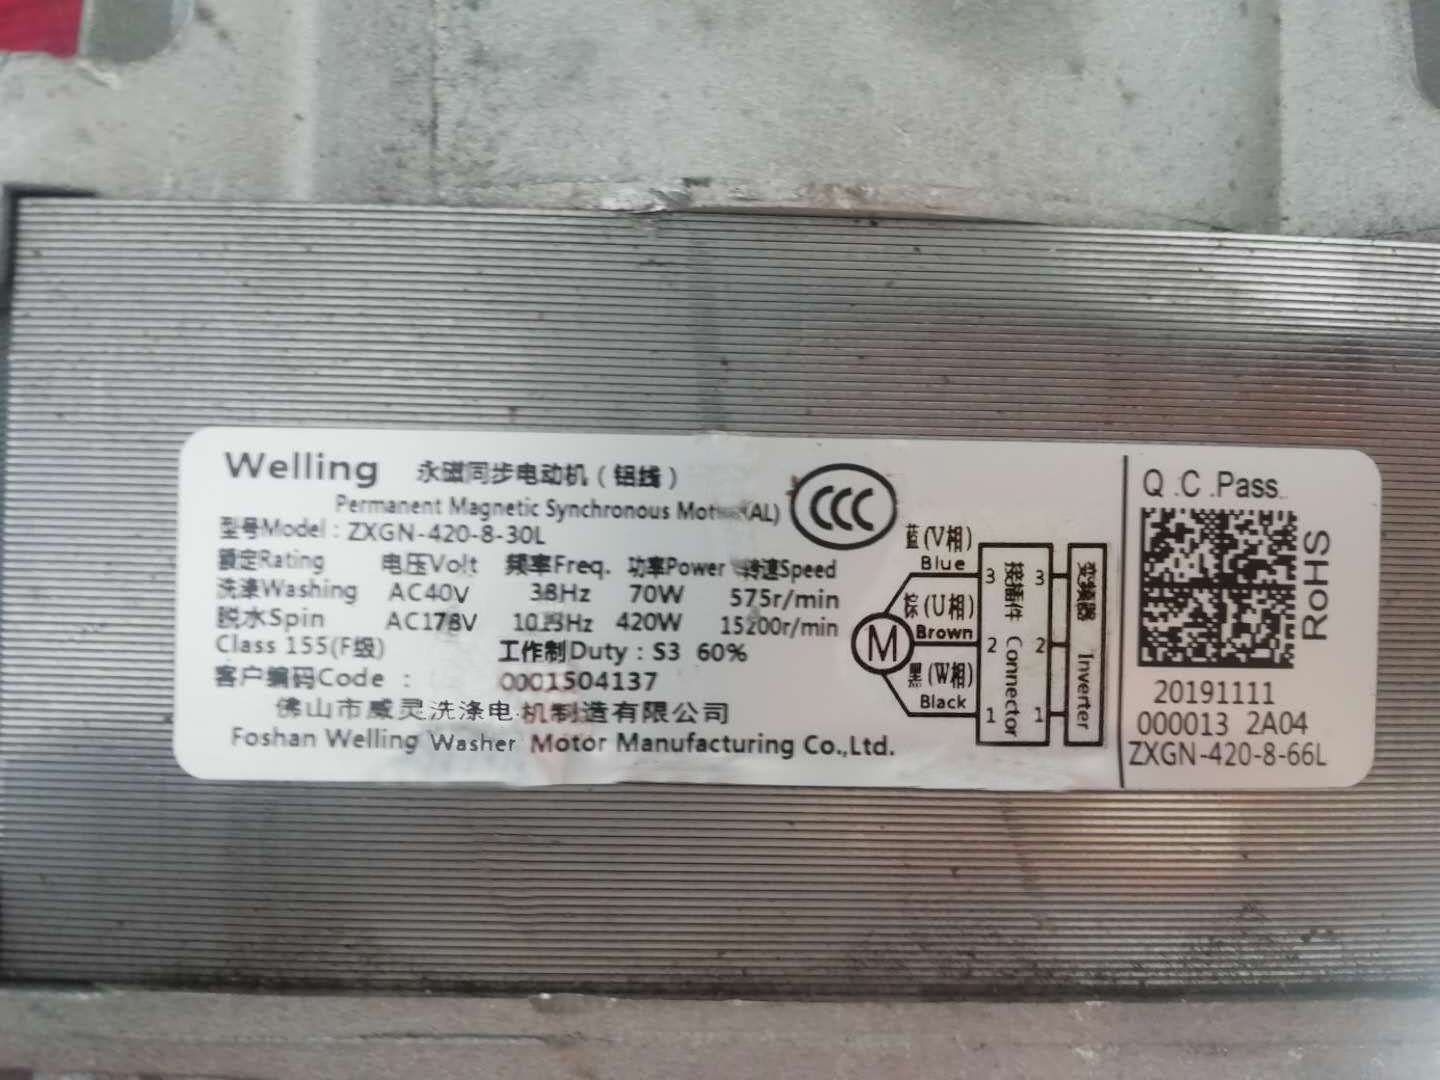 Welling 永磁同步电动机（铝线）
Permanent Magnetic Synchronous (AL)
型号Model : ZXGN-420-8-30L
额定Rating 电压Volt 频率Freq. 功率Power 转速Speed
洗涤Washing AC40V 38Hz 70W 575r/min
脱水Spin AC178V 420W 15200r/min
Class 155(F级) 工作制Duty : S3 60%
客户编码Code : 0001504137
佛山市威灵洗涤电机制造有限公司
Foshan Welling Washer Motor Manufacturing Co.,Ltd.
CCC
蓝(V相)
Blue
棕(U相)
Brown
黑(W相)
Black
M
3
2
1
接插件 Connector
3
2
1
变换器 Inverter
Q .C .Pass.
RoHS
20191111
000013 2A04
ZXGN-420-8-66L